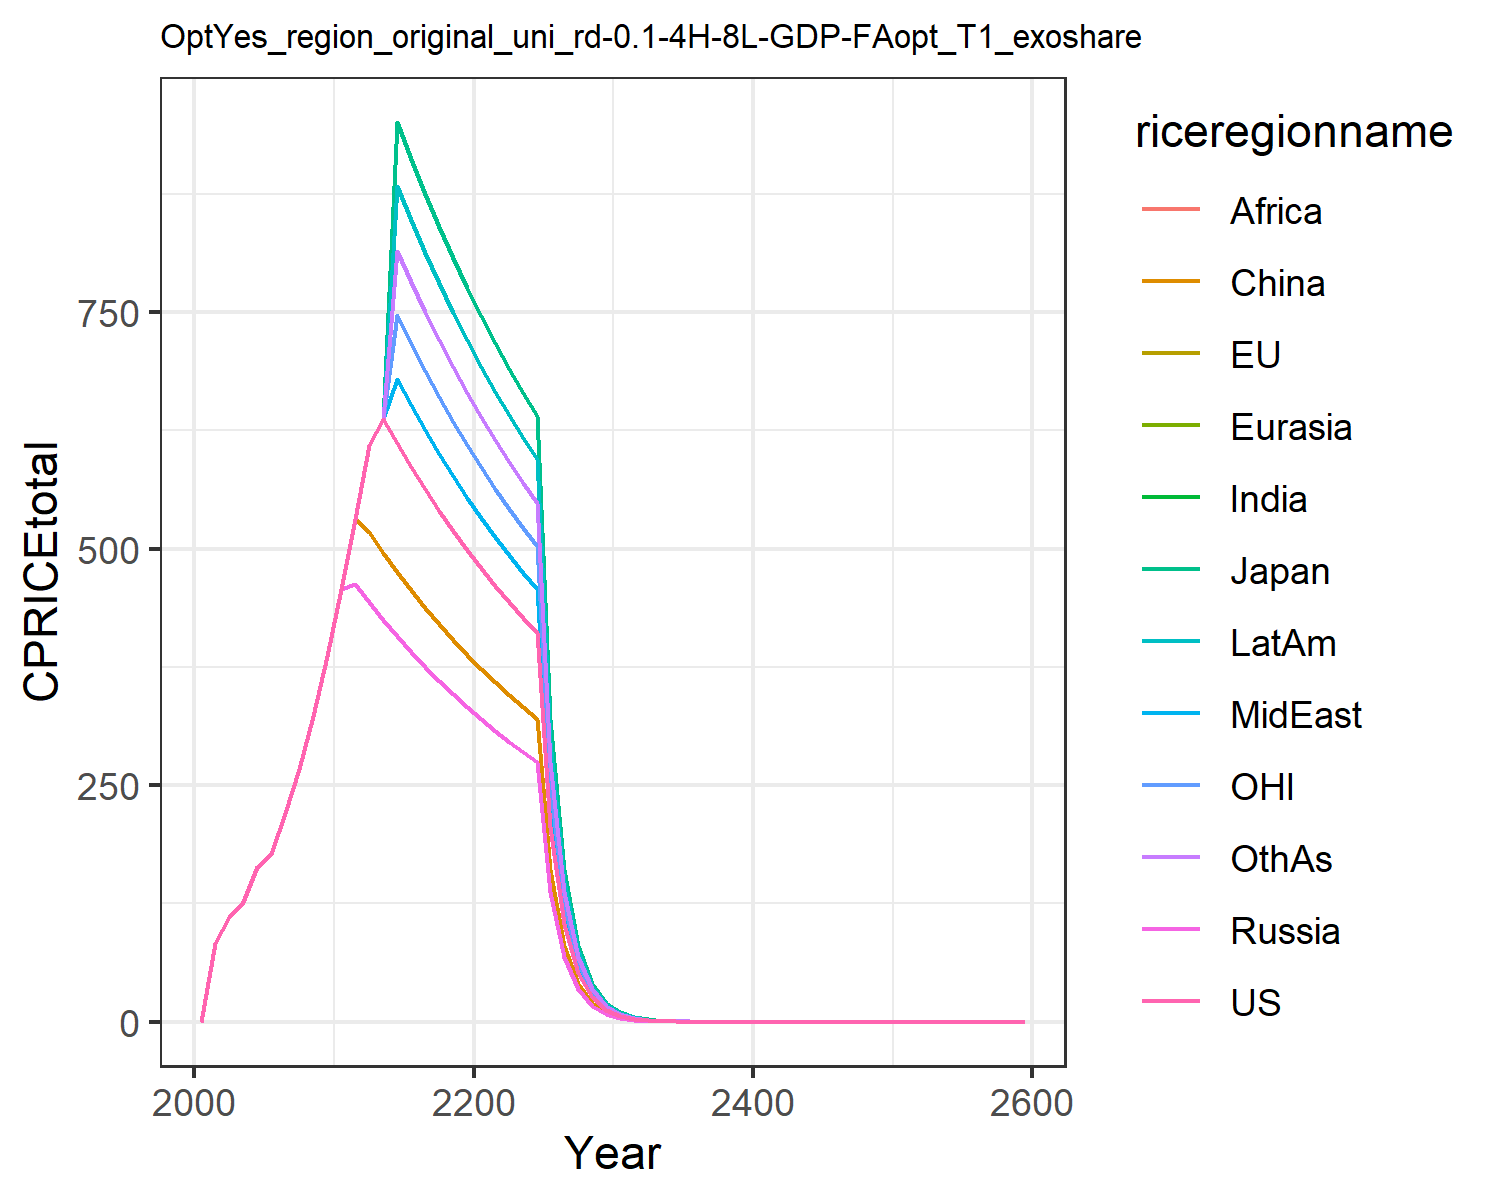 OptYes_region_original_uni_rd-0.1-4H-8L-GDP-FAopt_T1_exoshare
CPRICEtotal
750
500
250
0
2000
2200
2400
2600
Year
riceregionname
Africa
China
EU
Eurasia
India
Japan
LatAm
MidEast
OHI
OthAs
Russia
US